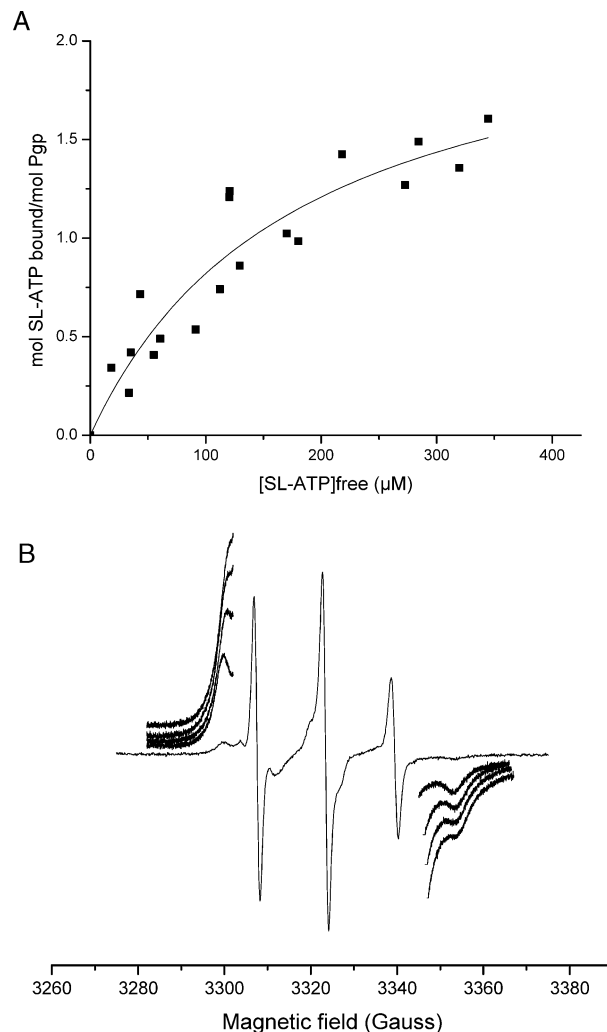 A
2.0
1.5
1.0
0.5
0.0
mol SL-ATP bound/mol Pgp
0 100 200 300 400
[SL-ATP]free (μM)
B
3260 3280 3300 3320 3340 3360 3380
Magnetic field (Gauss)